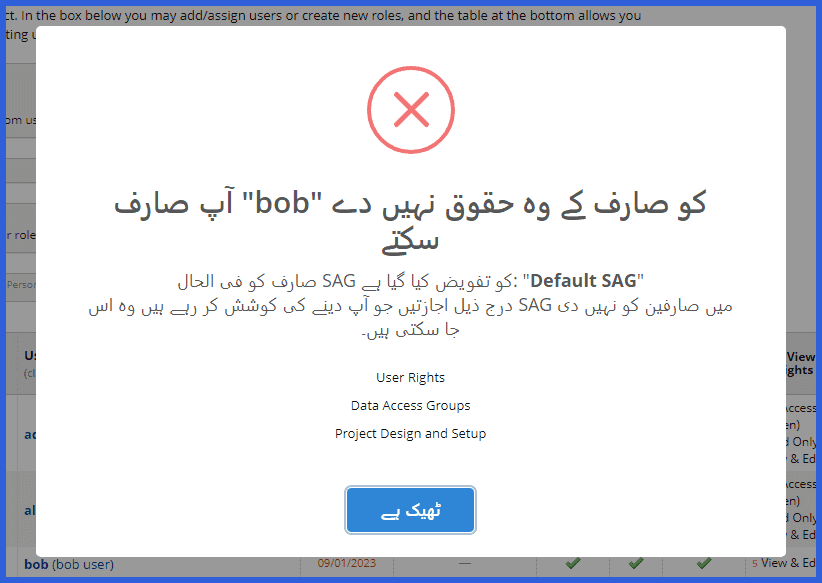 ct. In the box below you may add/assign users or create new roles, and the table at the bottom allows you
آپ صارف "bob" کو صارف کے وہ حقوق نہیں دے
سکتے
صارف کو فی الحال SAG کو تفویض کیا گیا ہے: "Default SAG"
درج ذیل اجازتیں جو آپ دینے کی کوشش کر رہے ہیں وہ اس SAG میں صارفین کو نہیں دی
جا سکتی ہیں۔
User Rights
Data Access Groups
Project Design and Setup
ٹھیک ہے
bob (bob user) 09/01/2023 — 5 View & Ed